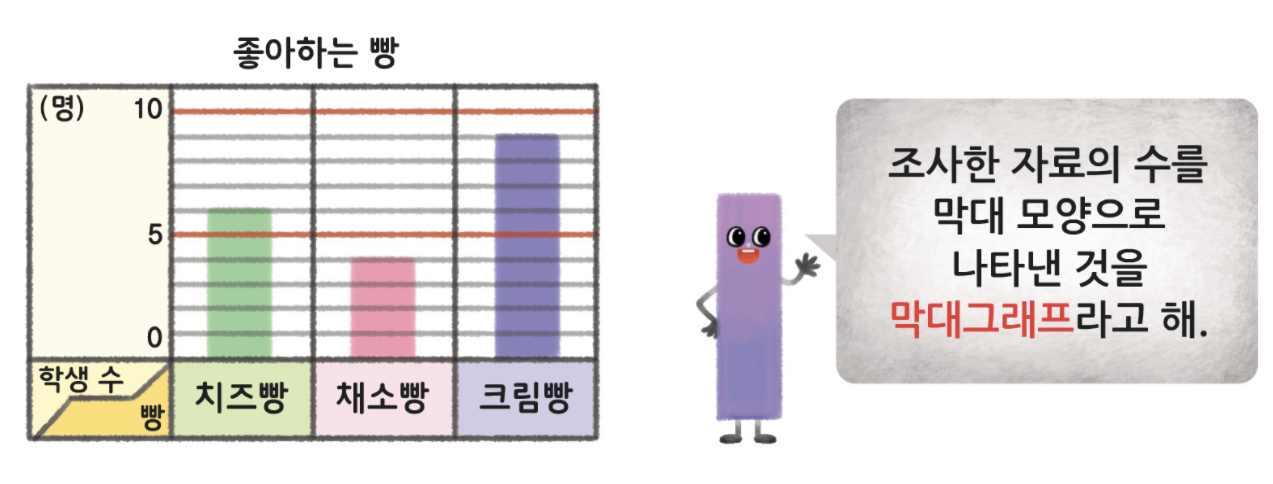 좋아하는 빵
(명) 10
5
0
학생 수
빵
치즈빵 채소빵 크림빵
조사한 자료의 수를
막대 모양으로
나타낸 것을
막대그래프라고 해.